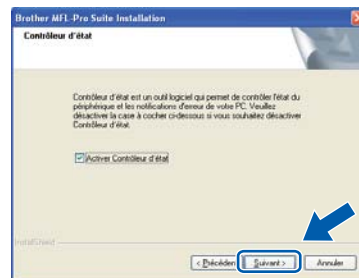 Brother MFL-Pro Suite Installation
Contrôleur d'état
Contrôleur d'état est un outil logiciel qui permet de contrôler l'état du
périphérique et les notifications d'erreur de votre PC. Veuillez
désactiver la case à cocher ci-dessous si vous souhaitez désactiver
Contrôleur d'état.
Activer Contrôleur d'état
InstallShield
< Précédent
Suivant >
Annuler